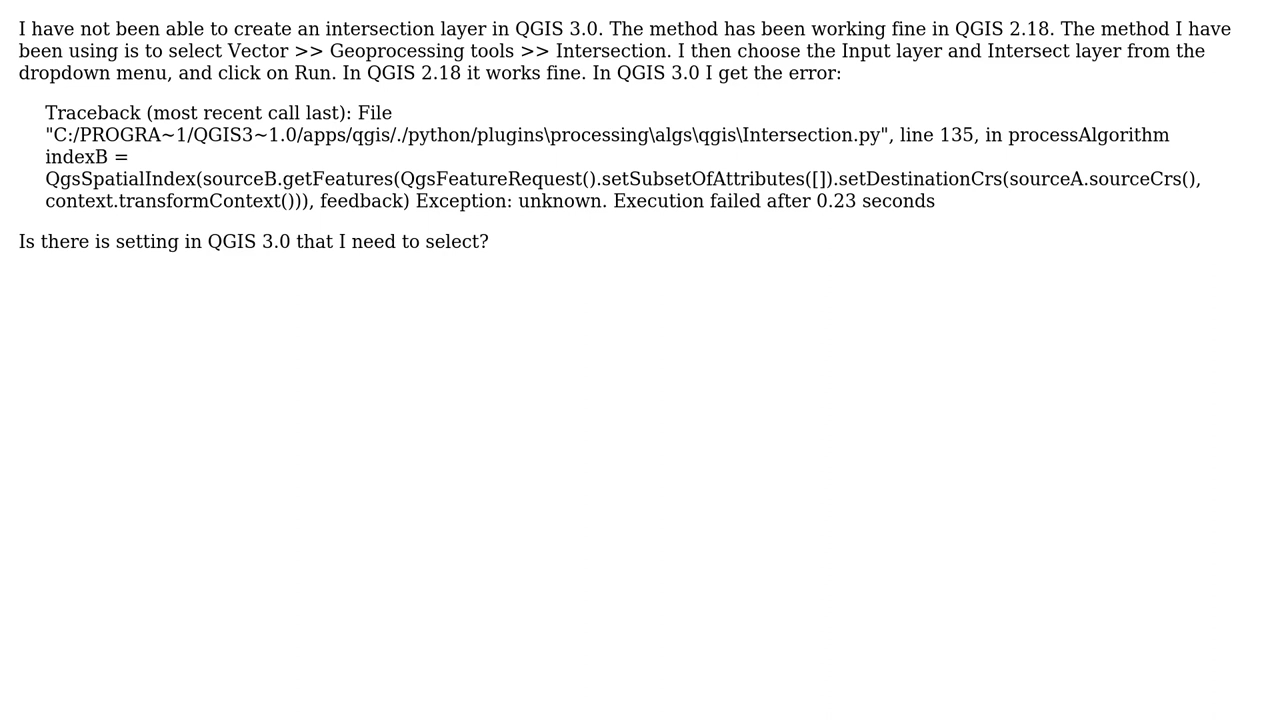 I have not been able to create an intersection layer in QGIS 3.0. The method has been working fine in QGIS 2.18. The method I have
been using is to select Vector >> Geoprocessing tools >> Intersection. I then choose the Input layer and Intersect layer from the
dropdown menu, and click on Run. In QGIS 2.18 it works fine. In QGIS 3.0 I get the error:
Traceback (most recent call last): File
"C:/PROGRA~1/QGIS3~1.0/apps/qgis/./python/plugins\processing\algs\qgis\Intersection.py", line 135, in processAlgorithm
indexB =
QgsSpatialIndex(sourceB.getFeatures(QgsFeatureRequest().setSubsetOfAttributes([]).setDestinationCrs(sourceA.sourceCrs(),
context.transformContext())), feedback) Exception: unknown. Execution failed after 0.23 seconds
Is there is setting in QGIS 3.0 that I need to select?